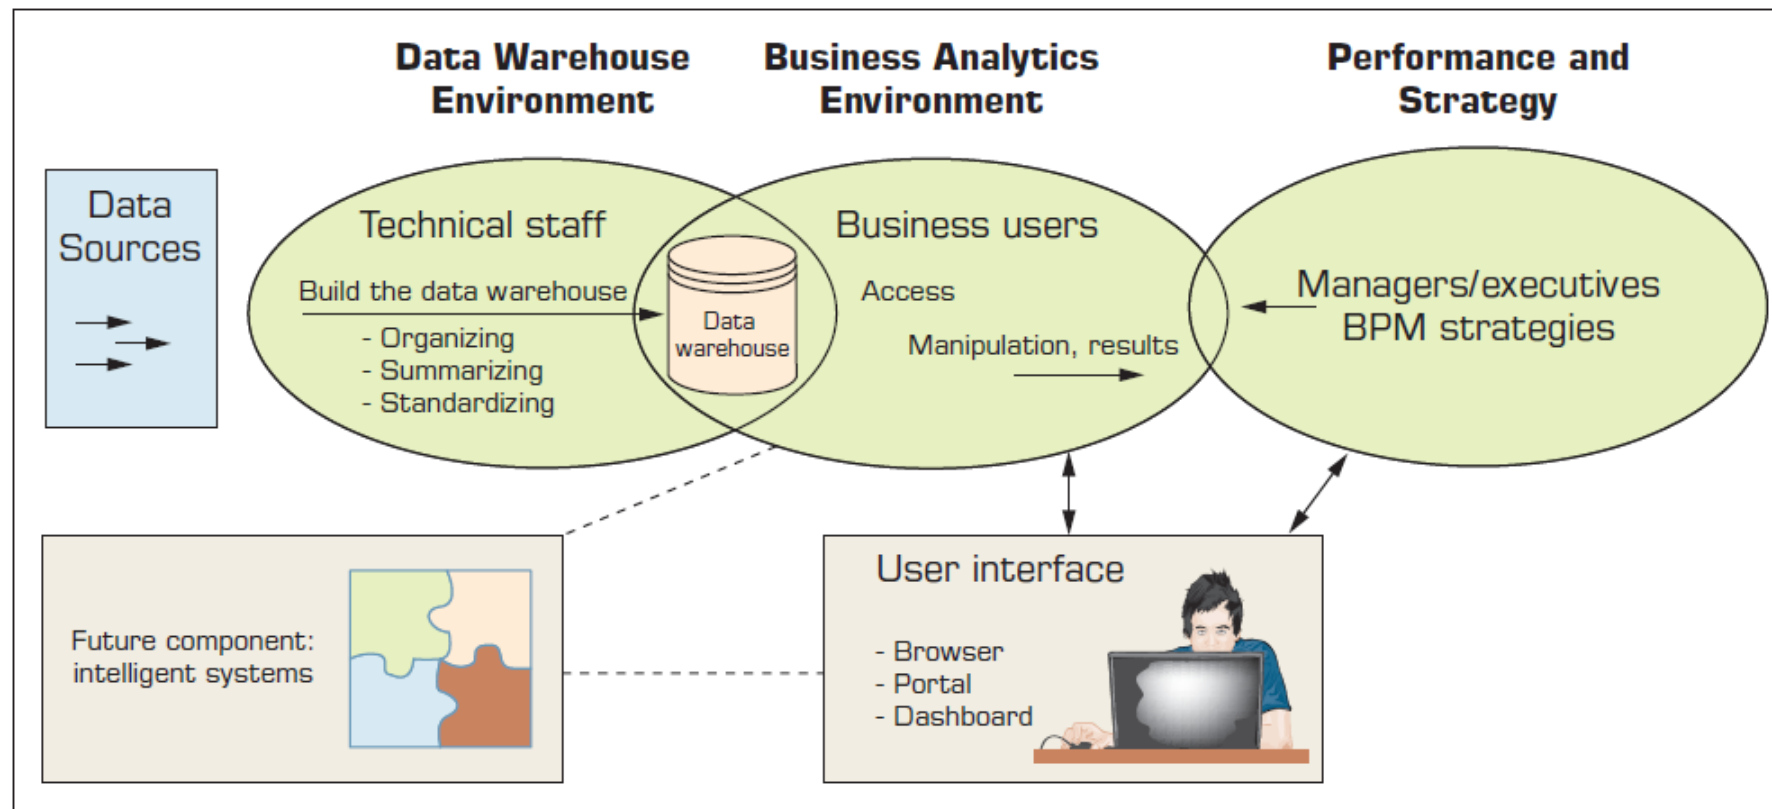 Data Warehouse
Environment
Business Analytics
Environment
Performance and
Strategy
Data
Sources
Technical staff
Build the data warehouse
- Organizing
- Summarizing
- Standardizing
Data
warehouse
Business users
Access
Manipulation, results
Managers/executives
BPM strategies
Future component:
intelligent systems
User interface
- Browser
- Portal
- Dashboard